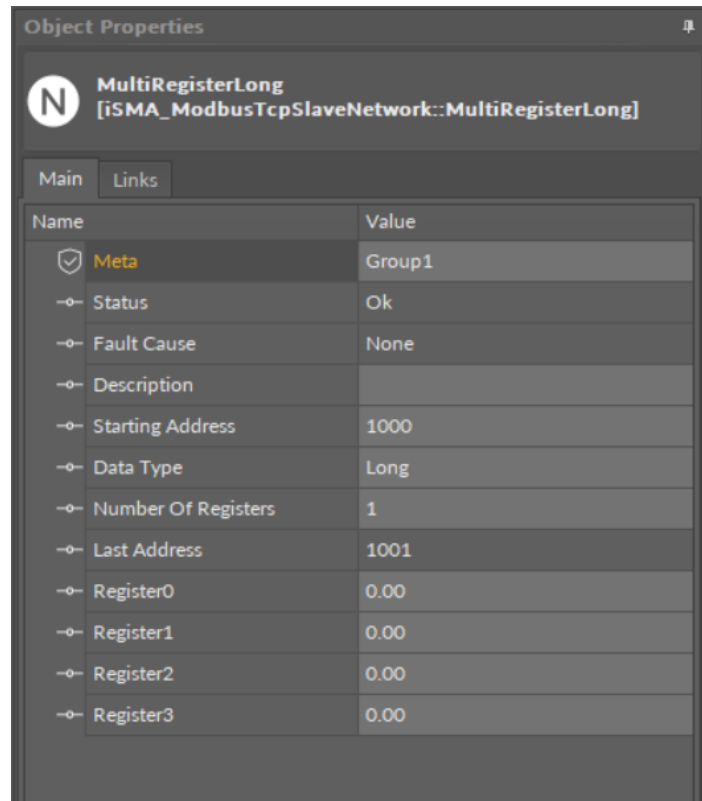 Object Properties
N
MultiRegisterLong
[iSMA_ModbusTcpSlaveNetwork::MultiRegisterLong]
Main Links
Name Value
Meta Group1
Status Ok
Fault Cause None
Description
Starting Address 1000
Data Type Long
Number Of Registers 1
Last Address 1001
Register0 0.00
Register1 0.00
Register2 0.00
Register3 0.00